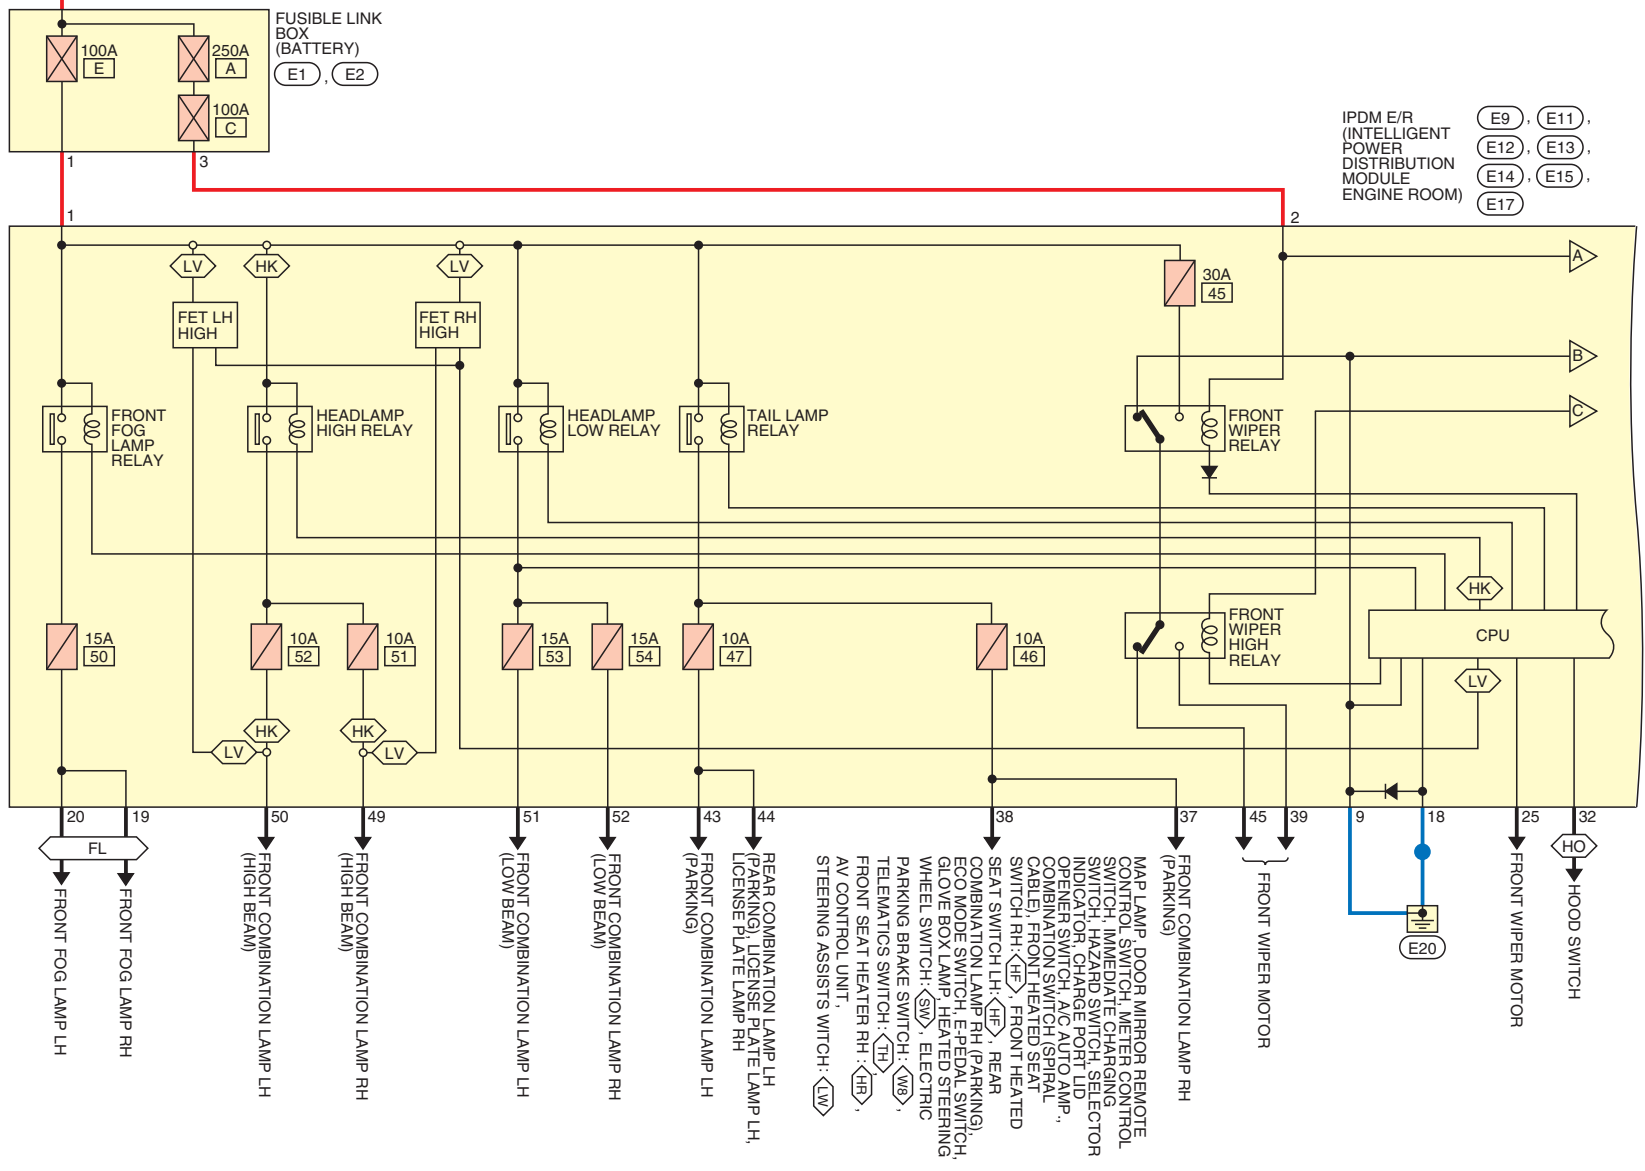 FUSIBLE LINK
BOX
(BATTERY)
E1 , E2
100A
E
250A
A
100A
C
1
3
IPDM E/R
(INTELLIGENT
POWER
DISTRIBUTION
MODULE
ENGINE ROOM)
E9 , E11 ,
E12 , E13 ,
E14 , E15 ,
E17
1
2
LV
HK
LV
A
30A
45
FET LH
HIGH
FET RH
HIGH
B
C
FRONT
FOG
LAMP
RELAY
HEADLAMP
HIGH RELAY
HEADLAMP
LOW RELAY
TAIL LAMP
RELAY
FRONT
WIPER
RELAY
HK
FRONT
WIPER
HIGH
RELAY
CPU
15A
50
10A
52
10A
51
15A
53
15A
54
10A
47
10A
46
LV
HK
HK
LV
LV
20
19
50
49
51
52
43
44
38
37
45
39
9
18
25
32
FL
HO
E20
FRONT FOG LAMP LH
FRONT FOG LAMP RH
FRONT COMBINATION LAMP LH
(HIGH BEAM)
FRONT COMBINATION LAMP RH
(HIGH BEAM)
FRONT COMBINATION LAMP LH
(LOW BEAM)
FRONT COMBINATION LAMP RH
(LOW BEAM)
FRONT COMBINATION LAMP LH
(PARKING)
REAR COMBINATION LAMP LH
(PARKING), LICENSE PLATE LAMP LH,
LICENSE PLATE LAMP RH
MAP LAMP, DOOR MIRROR REMOTE
CONTROL SWITCH, METER CONTROL
SWITCH, IMMEDIATE CHARGING
SWITCH, HAZARD SWITCH, SELECTOR
INDICATOR, CHARGE PORT LID
OPENER SWITCH, A/C AUTO AMP.,
COMBINATION SWITCH (SPIRAL
CABLE), FRONT HEATED SEAT
SWITCH RH: HF , FRONT HEATED
SEAT SWITCH LH: HF , REAR
COMBINATION LAMP RH (PARKING),
ECO MODE SWITCH, E-PEDAL SWITCH,
GLOVE BOX LAMP, HEATED STEERING
WHEEL SWITCH: SW , ELECTRIC
PARKING BRAKE SWITCH: W8 ,
TELEMATICS SWITCH : TH ,
FRONT SEAT HEATER RH : HR ,
AV CONTROL UNIT,
STEERING ASSISTS WITCH: LW
FRONT COMBINATION LAMP RH
(PARKING)
FRONT WIPER MOTOR
FRONT WIPER MOTOR
HOOD SWITCH